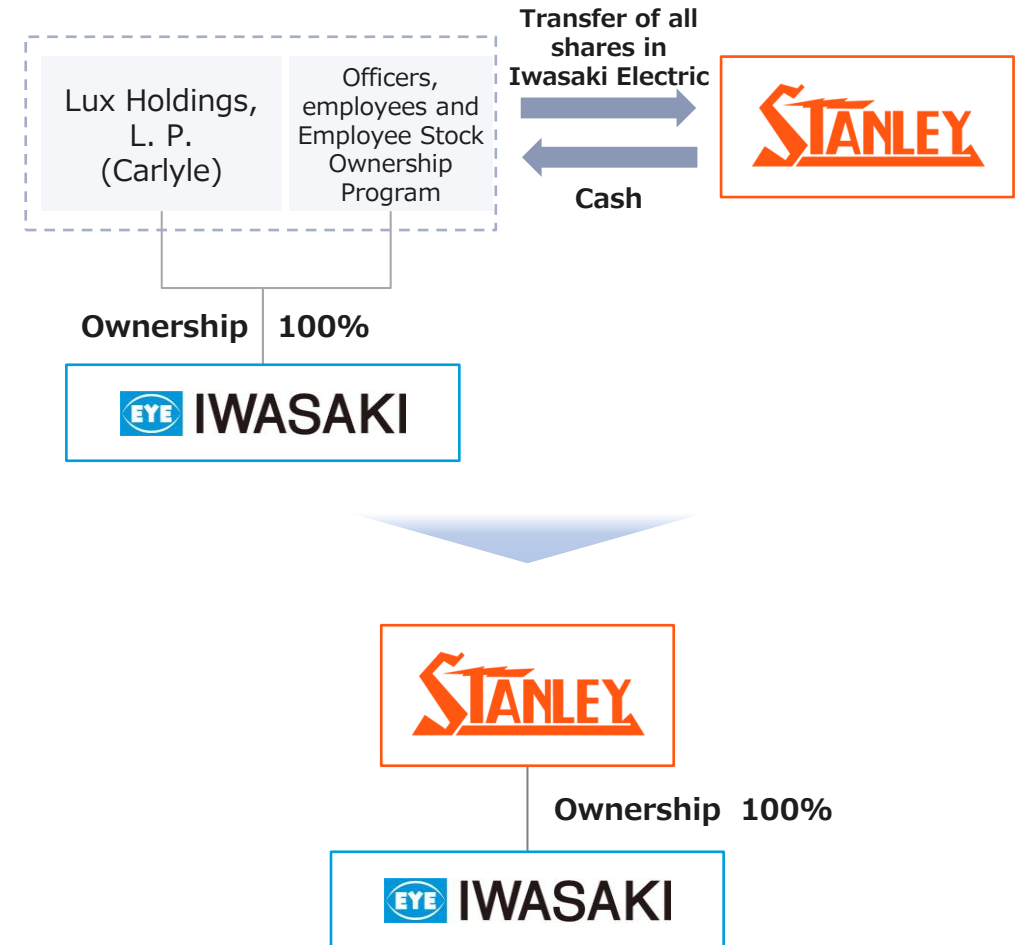 Transfer of all
shares in
Iwasaki Electric
Lux Holdings,
L. P.
(Carlyle)
Officers,
employees and
Employee Stock
Ownership
Program
STANLEY
Cash
Ownership 100%
EYE IWASAKI
STANLEY
Ownership 100%
EYE IWASAKI